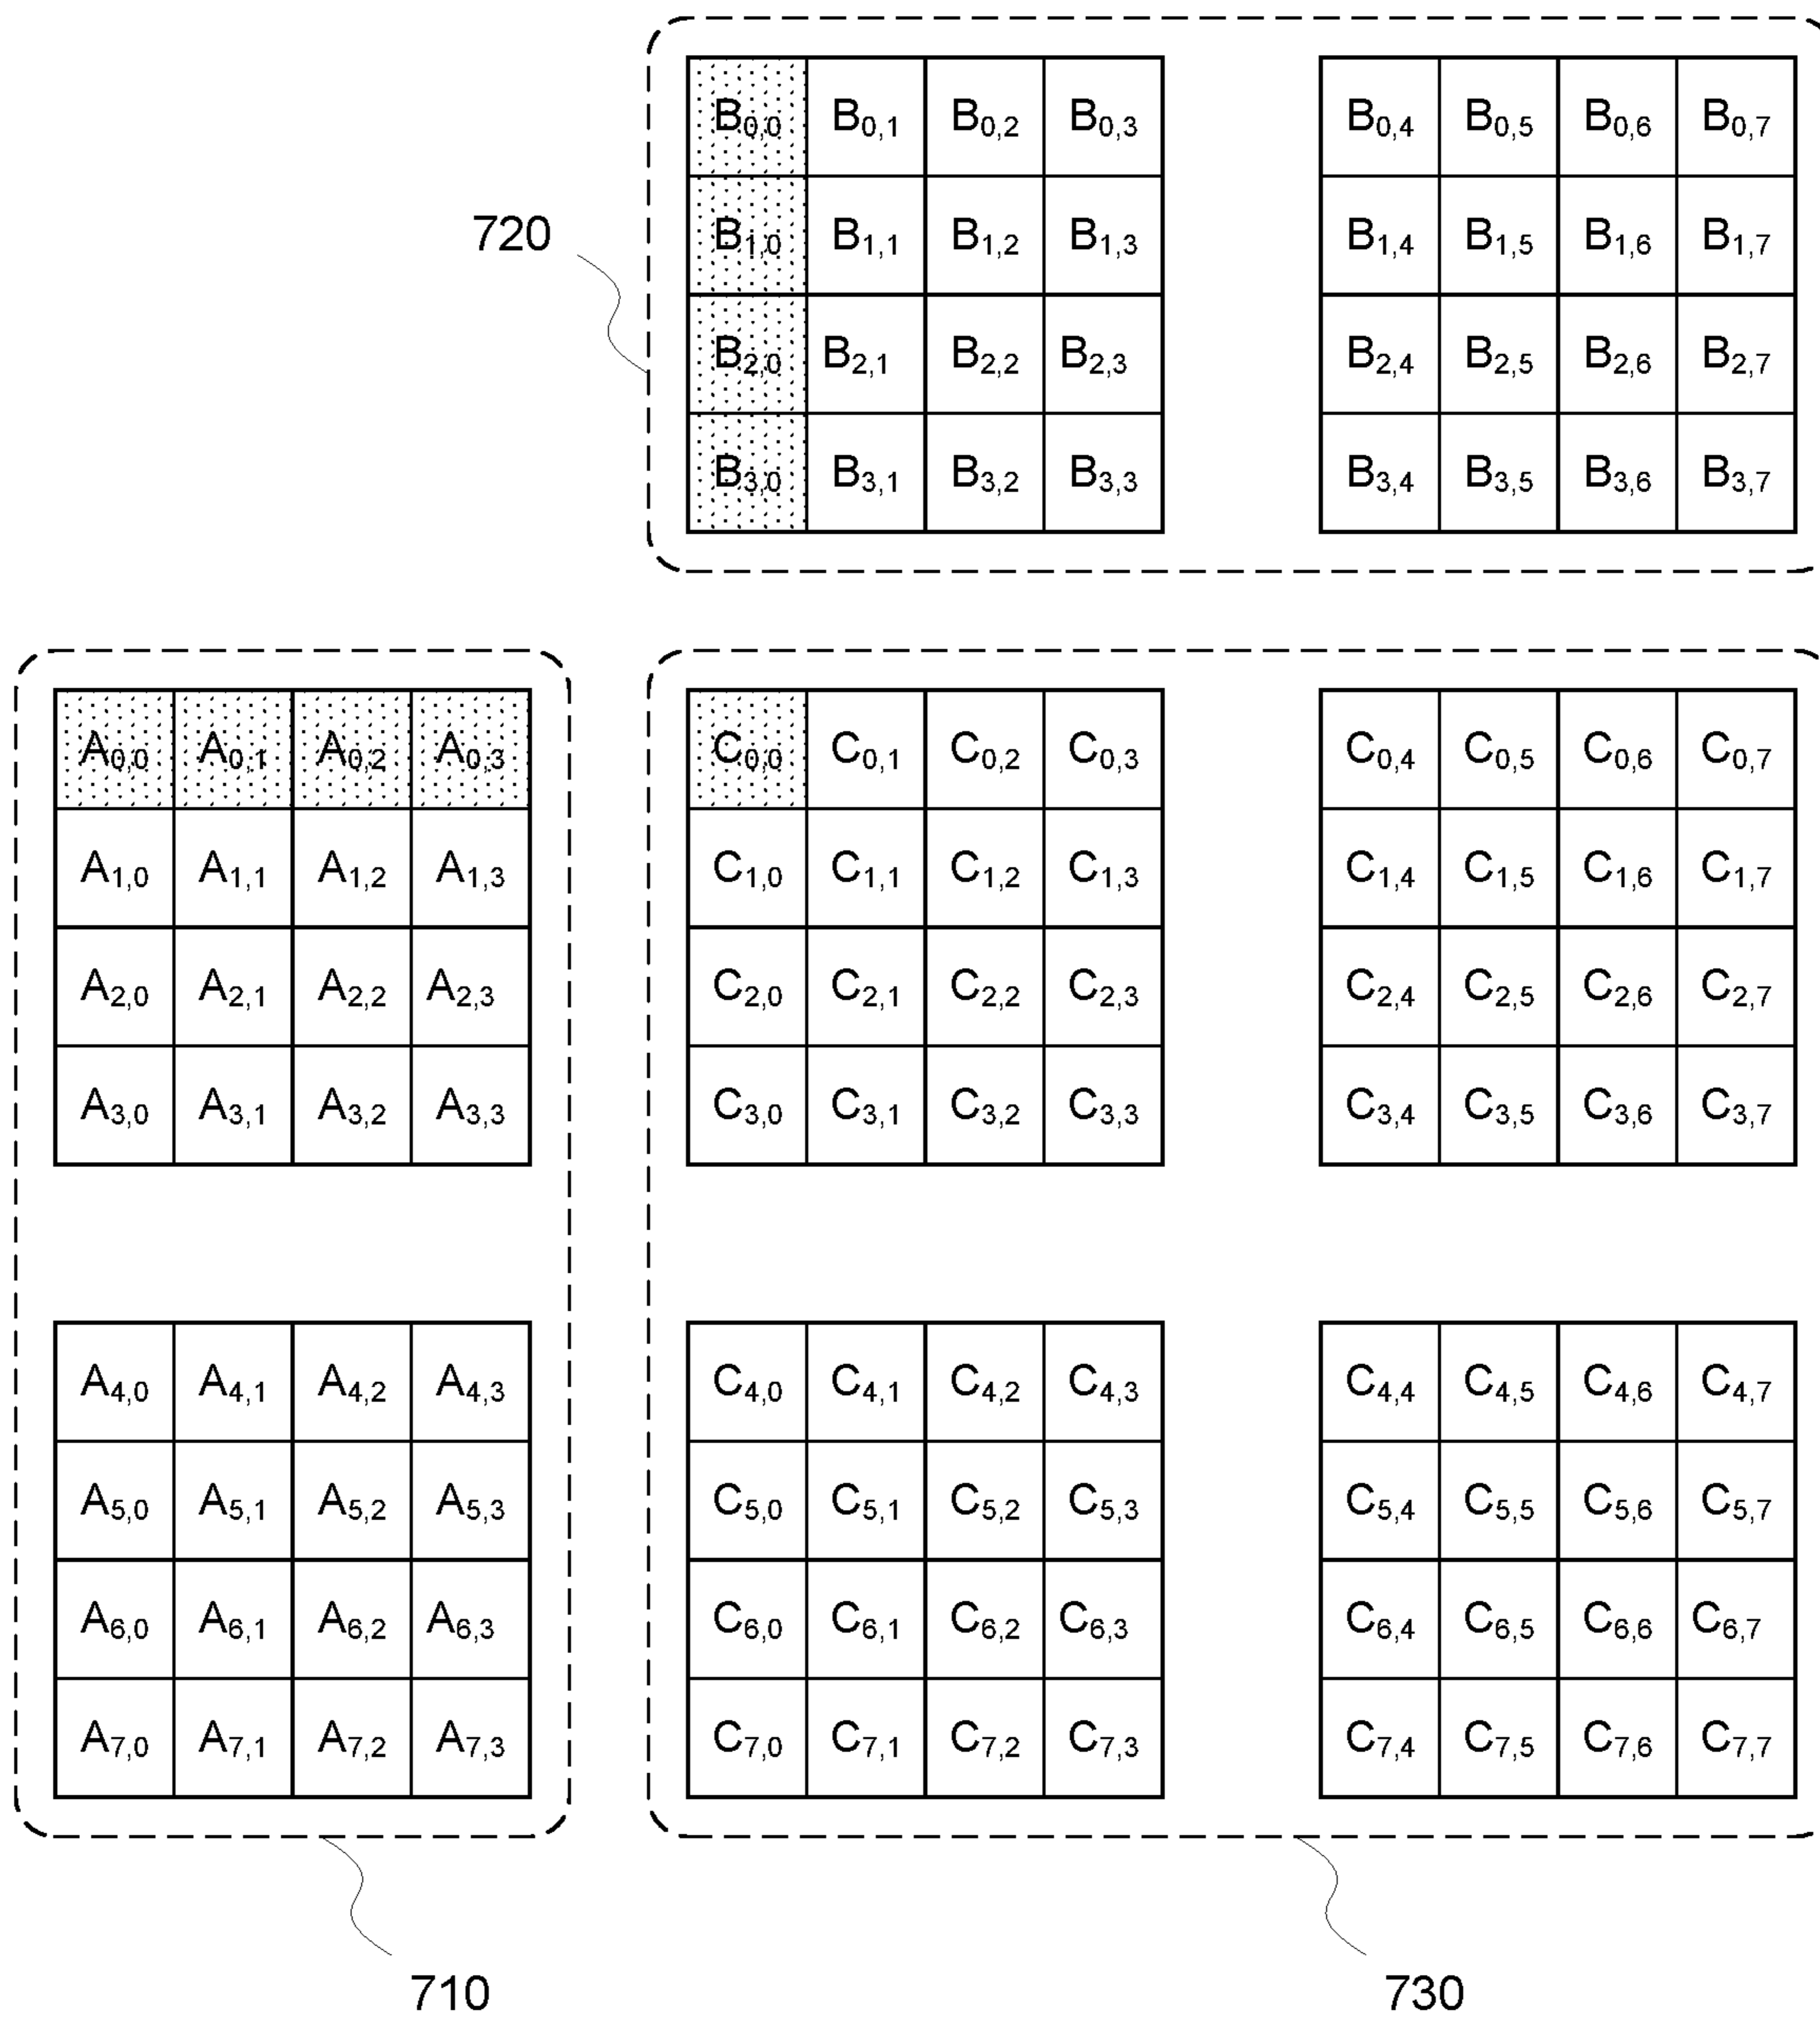 B0,0 B0,1 B0,2 B0,3 B0,4 B0,5 B0,6 B0,7
B1,0 B1,1 B1,2 B1,3 B1,4 B1,5 B1,6 B1,7
720
B2,0 B2,1 B2,2 B2,3 B2,4 B2,5 B2,6 B2,7
B3,0 B3,1 B3,2 B3,3 B3,4 B3,5 B3,6 B3,7
A0,0 A0,1 A0,2 A0,3 C0,0 C0,1 C0,2 C0,3 C0,4 C0,5 C0,6 C0,7
A1,0 A1,1 A1,2 A1,3 C1,0 C1,1 C1,2 C1,3 C1,4 C1,5 C1,6 C1,7
A2,0 A2,1 A2,2 A2,3 C2,0 C2,1 C2,2 C2,3 C2,4 C2,5 C2,6 C2,7
A3,0 A3,1 A3,2 A3,3 C3,0 C3,1 C3,2 C3,3 C3,4 C3,5 C3,6 C3,7
A4,0 A4,1 A4,2 A4,3 C4,0 C4,1 C4,2 C4,3 C4,4 C4,5 C4,6 C4,7
A5,0 A5,1 A5,2 A5,3 C5,0 C5,1 C5,2 C5,3 C5,4 C5,5 C5,6 C5,7
A6,0 A6,1 A6,2 A6,3 C6,0 C6,1 C6,2 C6,3 C6,4 C6,5 C6,6 C6,7
A7,0 A7,1 A7,2 A7,3 C7,0 C7,1 C7,2 C7,3 C7,4 C7,5 C7,6 C7,7
710 730